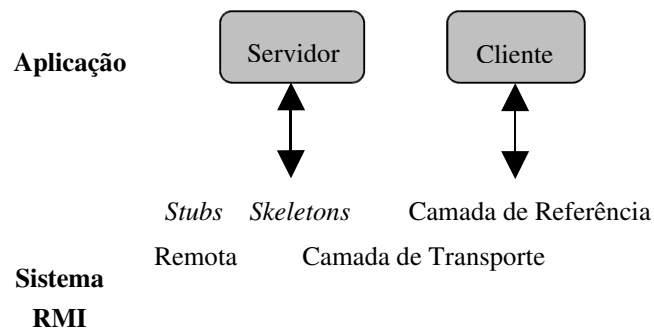 Servidor Cliente
Aplicação
Stubs Skeletons Camada de Referência
Remota Camada de Transporte
Sistema
RMI